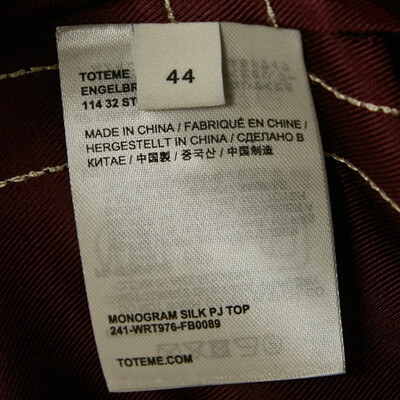 44
TOTEME
ENGELBR
114 32 ST
MADE IN CHINA / FABRIQUÉ EN CHINE /
HERGESTELLT IN CHINA / СДЕЛАНО В
КИТАЕ / 中国製 / 중국산 / 中国制造
MONOGRAM SILK PJ TOP
241-WRT976-FB0089
TOTEME.COM